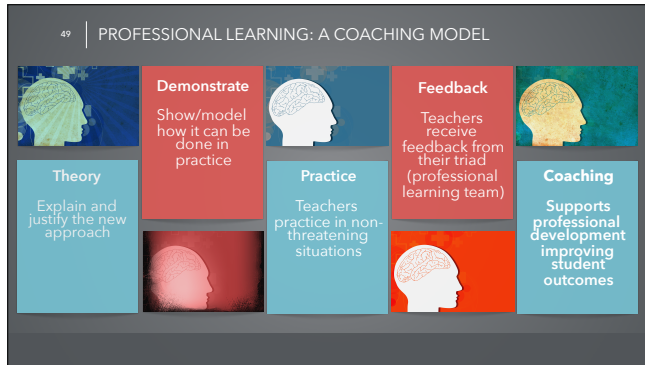 49
PROFESSIONAL LEARNING: A COACHING MODEL
Theory
Explain and
justify the new
approach
Demonstrate
Show/model
how it can be
done in
practice
Practice
Teachers
practice in non-
threatening
situations
Feedback
Teachers
receive
feedback from
their triad
(professional
learning team)
Coaching
Supports
professional
development
improving
student
outcomes